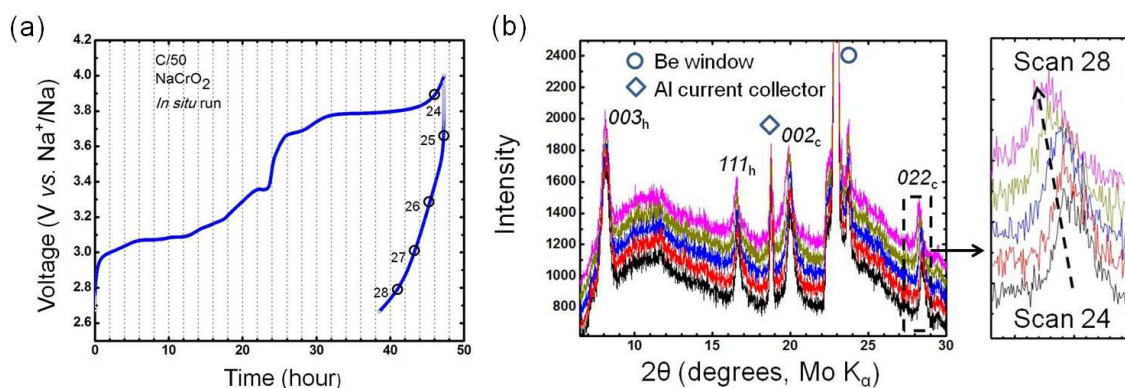 (a)
4.2
4.0
3.8
3.6
3.4
3.2
3.0
2.8
2.6
Voltage (V vs. Na⁺/Na)
C/50
NaCrO₂
In situ run
24
25
26
27
28
0 10 20 30 40 50
Time (hour)
(b)
2400
2200
2000
1800
1600
1400
1200
1000
800
Intensity
Be window
Al current collector
003h
111h
002c
022c
10 15 20 25 30
2θ (degrees, Mo Kα)
Scan 28
Scan 24